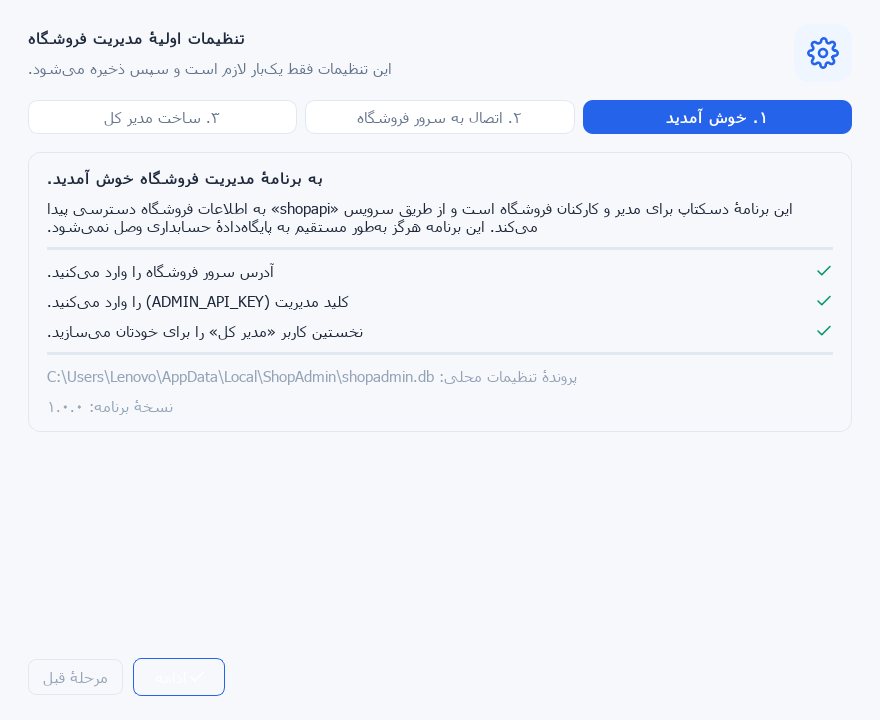 تنظیمات اولیهٔ مدیریت فروشگاه
این تنظیمات فقط یک‌بار لازم است و سپس ذخیره می‌شود.
۱. خوش آمدید
۲. اتصال به سرور فروشگاه
۳. ساخت مدیر کل
به برنامهٔ مدیریت فروشگاه خوش آمدید.
این برنامهٔ دسکتاپ برای مدیر و کارکنان فروشگاه است و از طریق سرویس «shopapi» به اطلاعات فروشگاه دسترسی پیدا
می‌کند. این برنامه هرگز به‌طور مستقیم به پایگاه‌دادهٔ حسابداری وصل نمی‌شود.
آدرس سرور فروشگاه را وارد می‌کنید.
کلید مدیریت (ADMIN_API_KEY) را وارد می‌کنید.
نخستین کاربر «مدیر کل» را برای خودتان می‌سازید.
پروندهٔ تنظیمات محلی: C:\Users\Lenovo\AppData\Local\ShopAdmin\shopadmin.db
نسخهٔ برنامه: ۱.۰.۰
ادامه
مرحلهٔ قبل